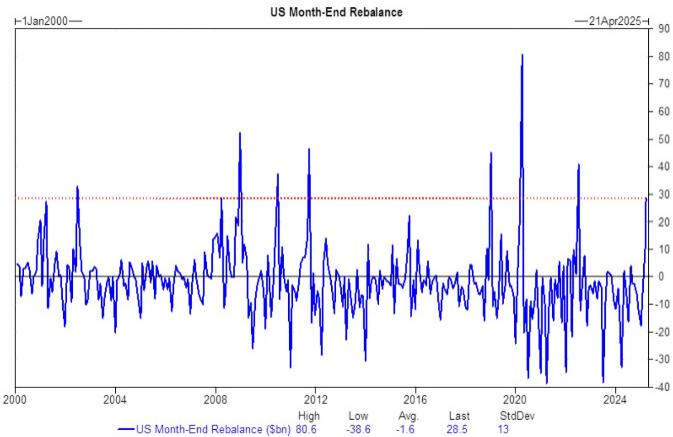 US Month-End Rebalance
1Jan2000
21Apr2025
90
80
70
60
50
40
30
20
10
0
-10
-20
-30
-40
2000 2004 2008 2012 2016 2020 2024
High Low Avg. Last StdDev
US Month-End Rebalance ($bn) 80.6 -38.6 -1.6 28.5 13